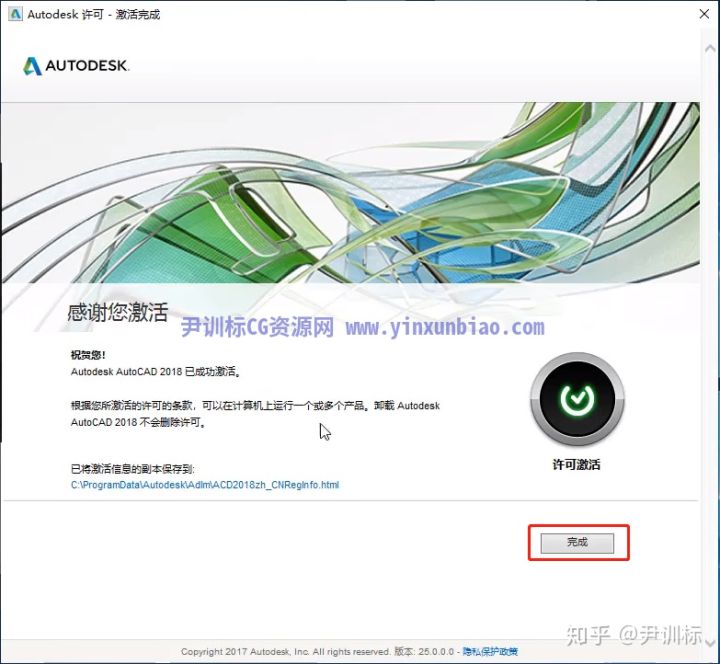 Autodesk 许可 - 激活完成
AUTODESK.
感谢您激活
尹训标CG资源网 www.yinxunbiao.com
祝贺您!
Autodesk AutoCAD 2018 已成功激活。
根据您所激活的许可的条款，可以在计算机上运行一个或多个产品。卸载 Autodesk
AutoCAD 2018 不会删除许可。
许可激活
已将激活信息的副本保存到:
C:\ProgramData\Autodesk\Adlm\ACD2018zh_CNRegInfo.html
完成
知乎 @尹训标
Copyright 2017 Autodesk, Inc. All rights reserved. 版本: 25.0.0.0 - 隐私保护政策